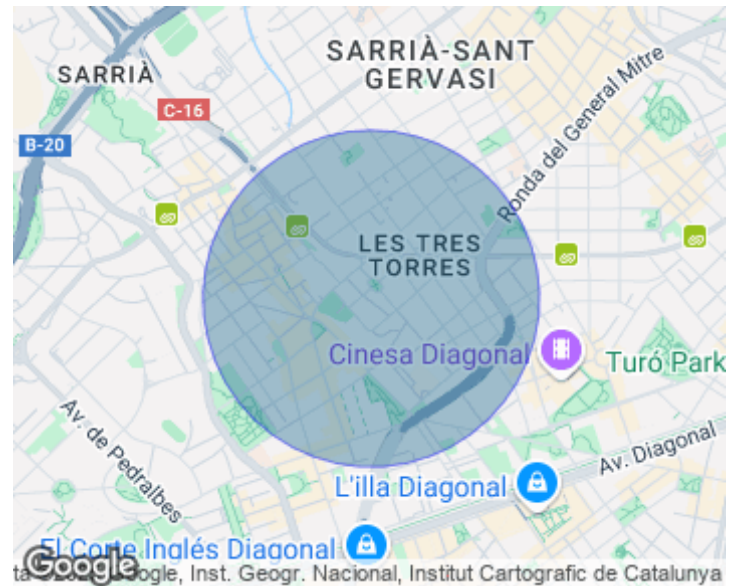 SARRIÀ-SANT
GERVASI
SARRIÀ
C-16
B-20
Ronda del General Mitre
LES TRES
TORRES
Cinesa Diagonal
Turó Park
Av. de Pedralbes
Av. Diagonal
L'illa Diagonal
El Corte Inglés Diagonal
Google
Google, Inst. Geogr. Nacional, Institut Cartografic de Catalunya